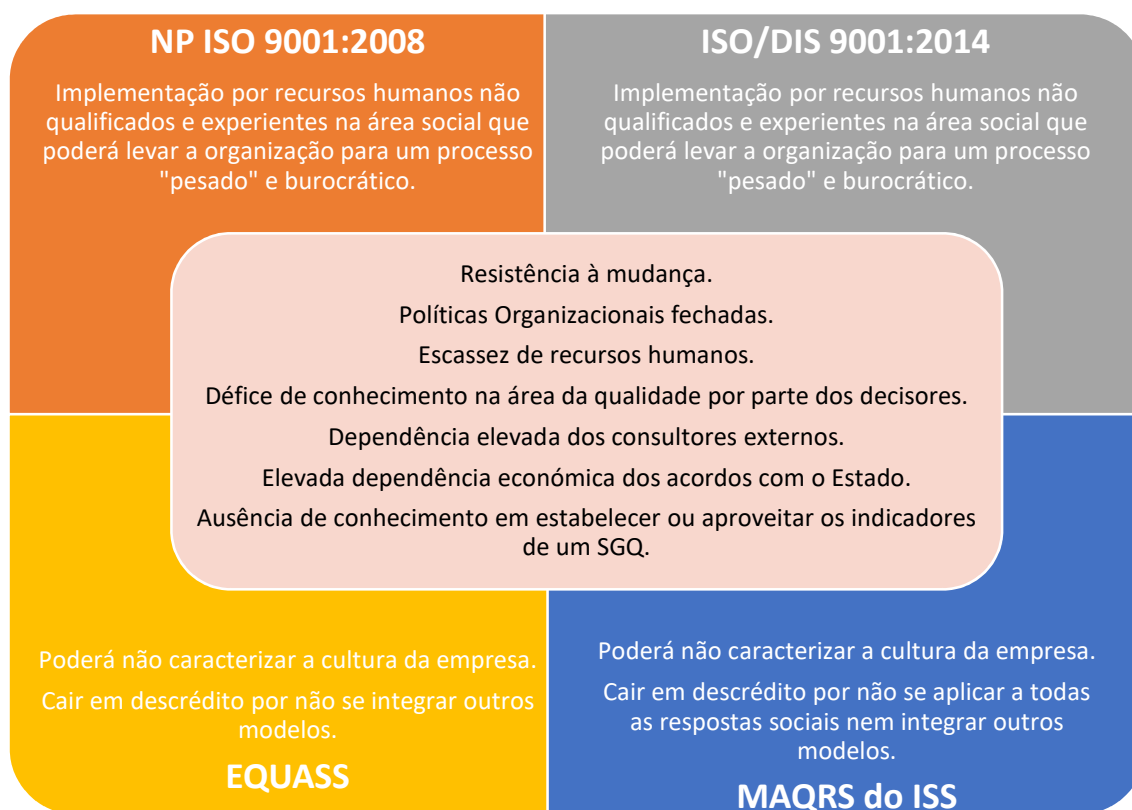 NP ISO 9001:2008
Implementação por recursos humanos não
qualificados e experientes na área social que
poderá levar a organização para um processo
"pesado" e burocrático.
ISO/DIS 9001:2014
Implementação por recursos humanos não
qualificados e experientes na área social que
poderá levar a organização para um processo
"pesado" e burocrático.
Resistência à mudança.
Políticas Organizacionais fechadas.
Escassez de recursos humanos.
Défice de conhecimento na área da qualidade por parte dos decisores.
Dependência elevada dos consultores externos.
Elevada dependência económica dos acordos com o Estado.
Ausência de conhecimento em estabelecer ou aproveitar os indicadores
de um SGQ.
Poderá não caracterizar a cultura da empresa.
Cair em descrédito por não se integrar outros
modelos.
EQUASS
Poderá não caracterizar a cultura da empresa.
Cair em descrédito por não se aplicar a todas
as respostas sociais nem integrar outros
modelos.
MAQRS do ISS